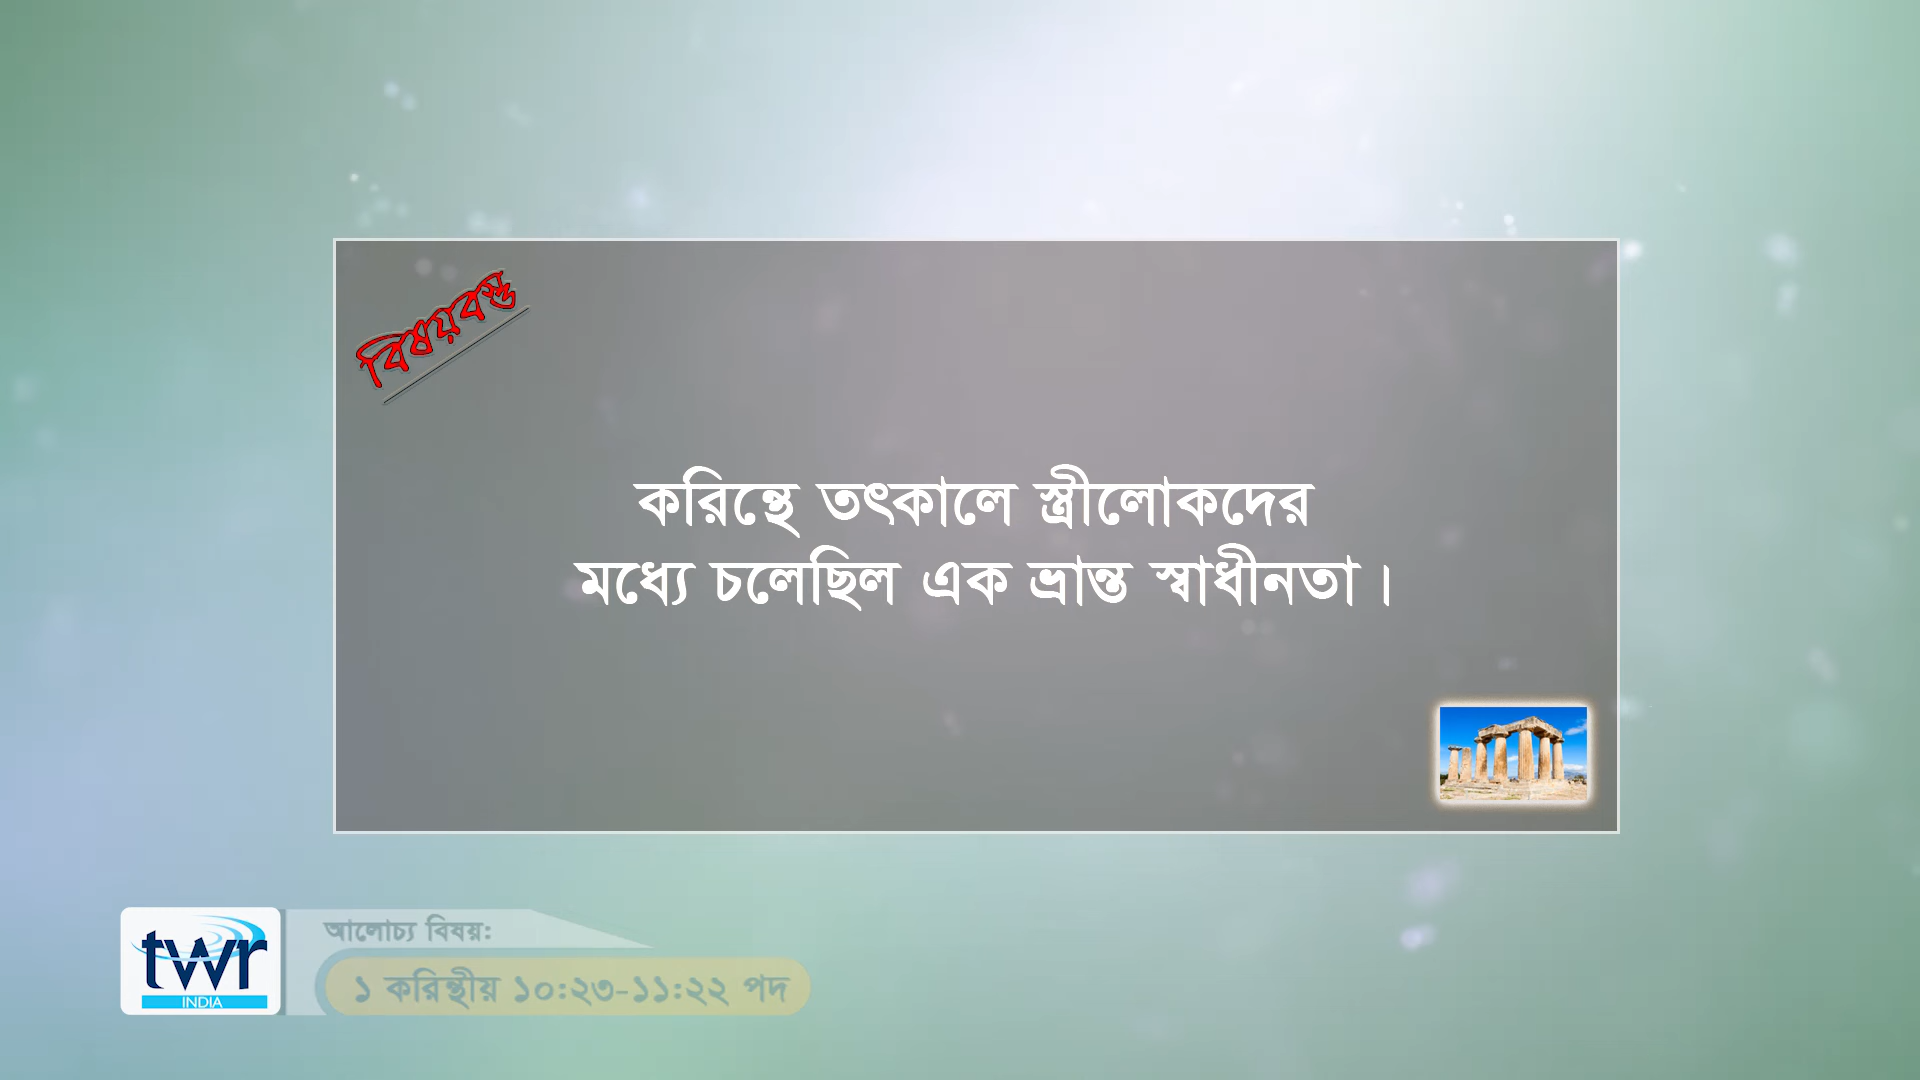 বিষয়বস্তু
করিন্থে তৎকালে স্ত্রীলোকদের
মধ্যে চলেছিল এক ভ্রান্ত স্বাধীনতা।
আলোচ্য বিষয়:
১ করিন্থীয় ১০:২৩-১১:২২ পদ
twr
INDIA